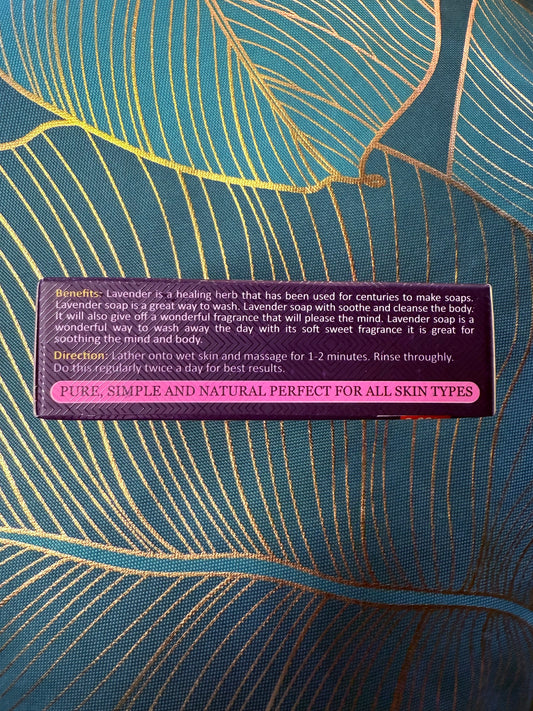 Benefits: Lavender is a healing herb that has been used for centuries to make soaps.
Lavender soap is a great way to wash. Lavender soap with soothe and cleanse the body.
It will also give off a wonderful fragrance that will please the mind. Lavender soap is a
wonderful way to wash away the day with its soft sweet fragrance it is great for
soothing the mind and body.
Direction: Lather onto wet skin and massage for 1-2 minutes. Rinse throughly.
Do this regularly twice a day for best results.
PURE, SIMPLE AND NATURAL PERFECT FOR ALL SKIN TYPES